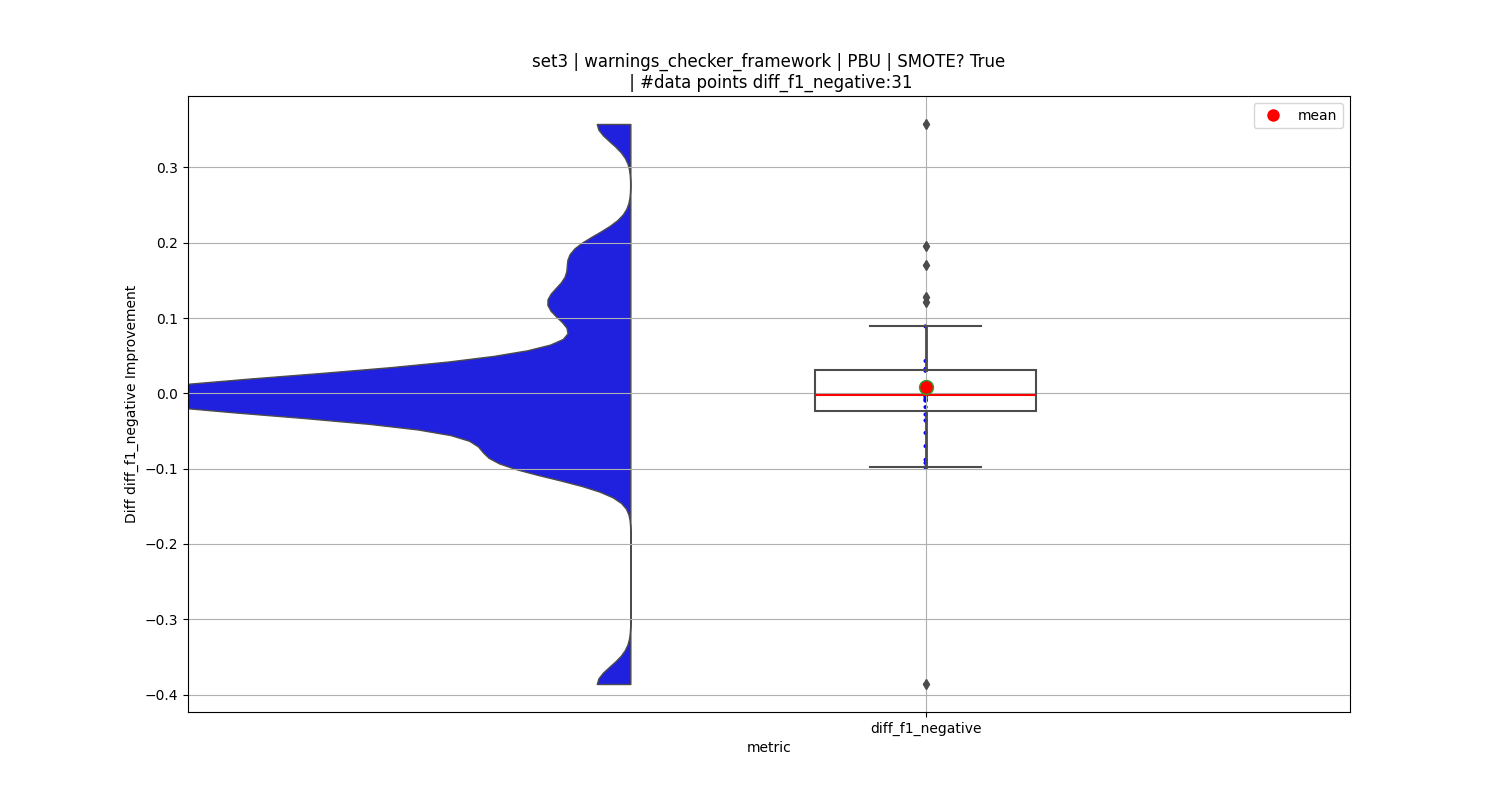 set3 | warnings_checker_framework | PBU | SMOTE? True
| #data points diff_f1_negative:31
mean
0.3
0.2
0.1
0.0
−0.1
−0.2
−0.3
−0.4
Diff diff_f1_negative Improvement
diff_f1_negative
metric